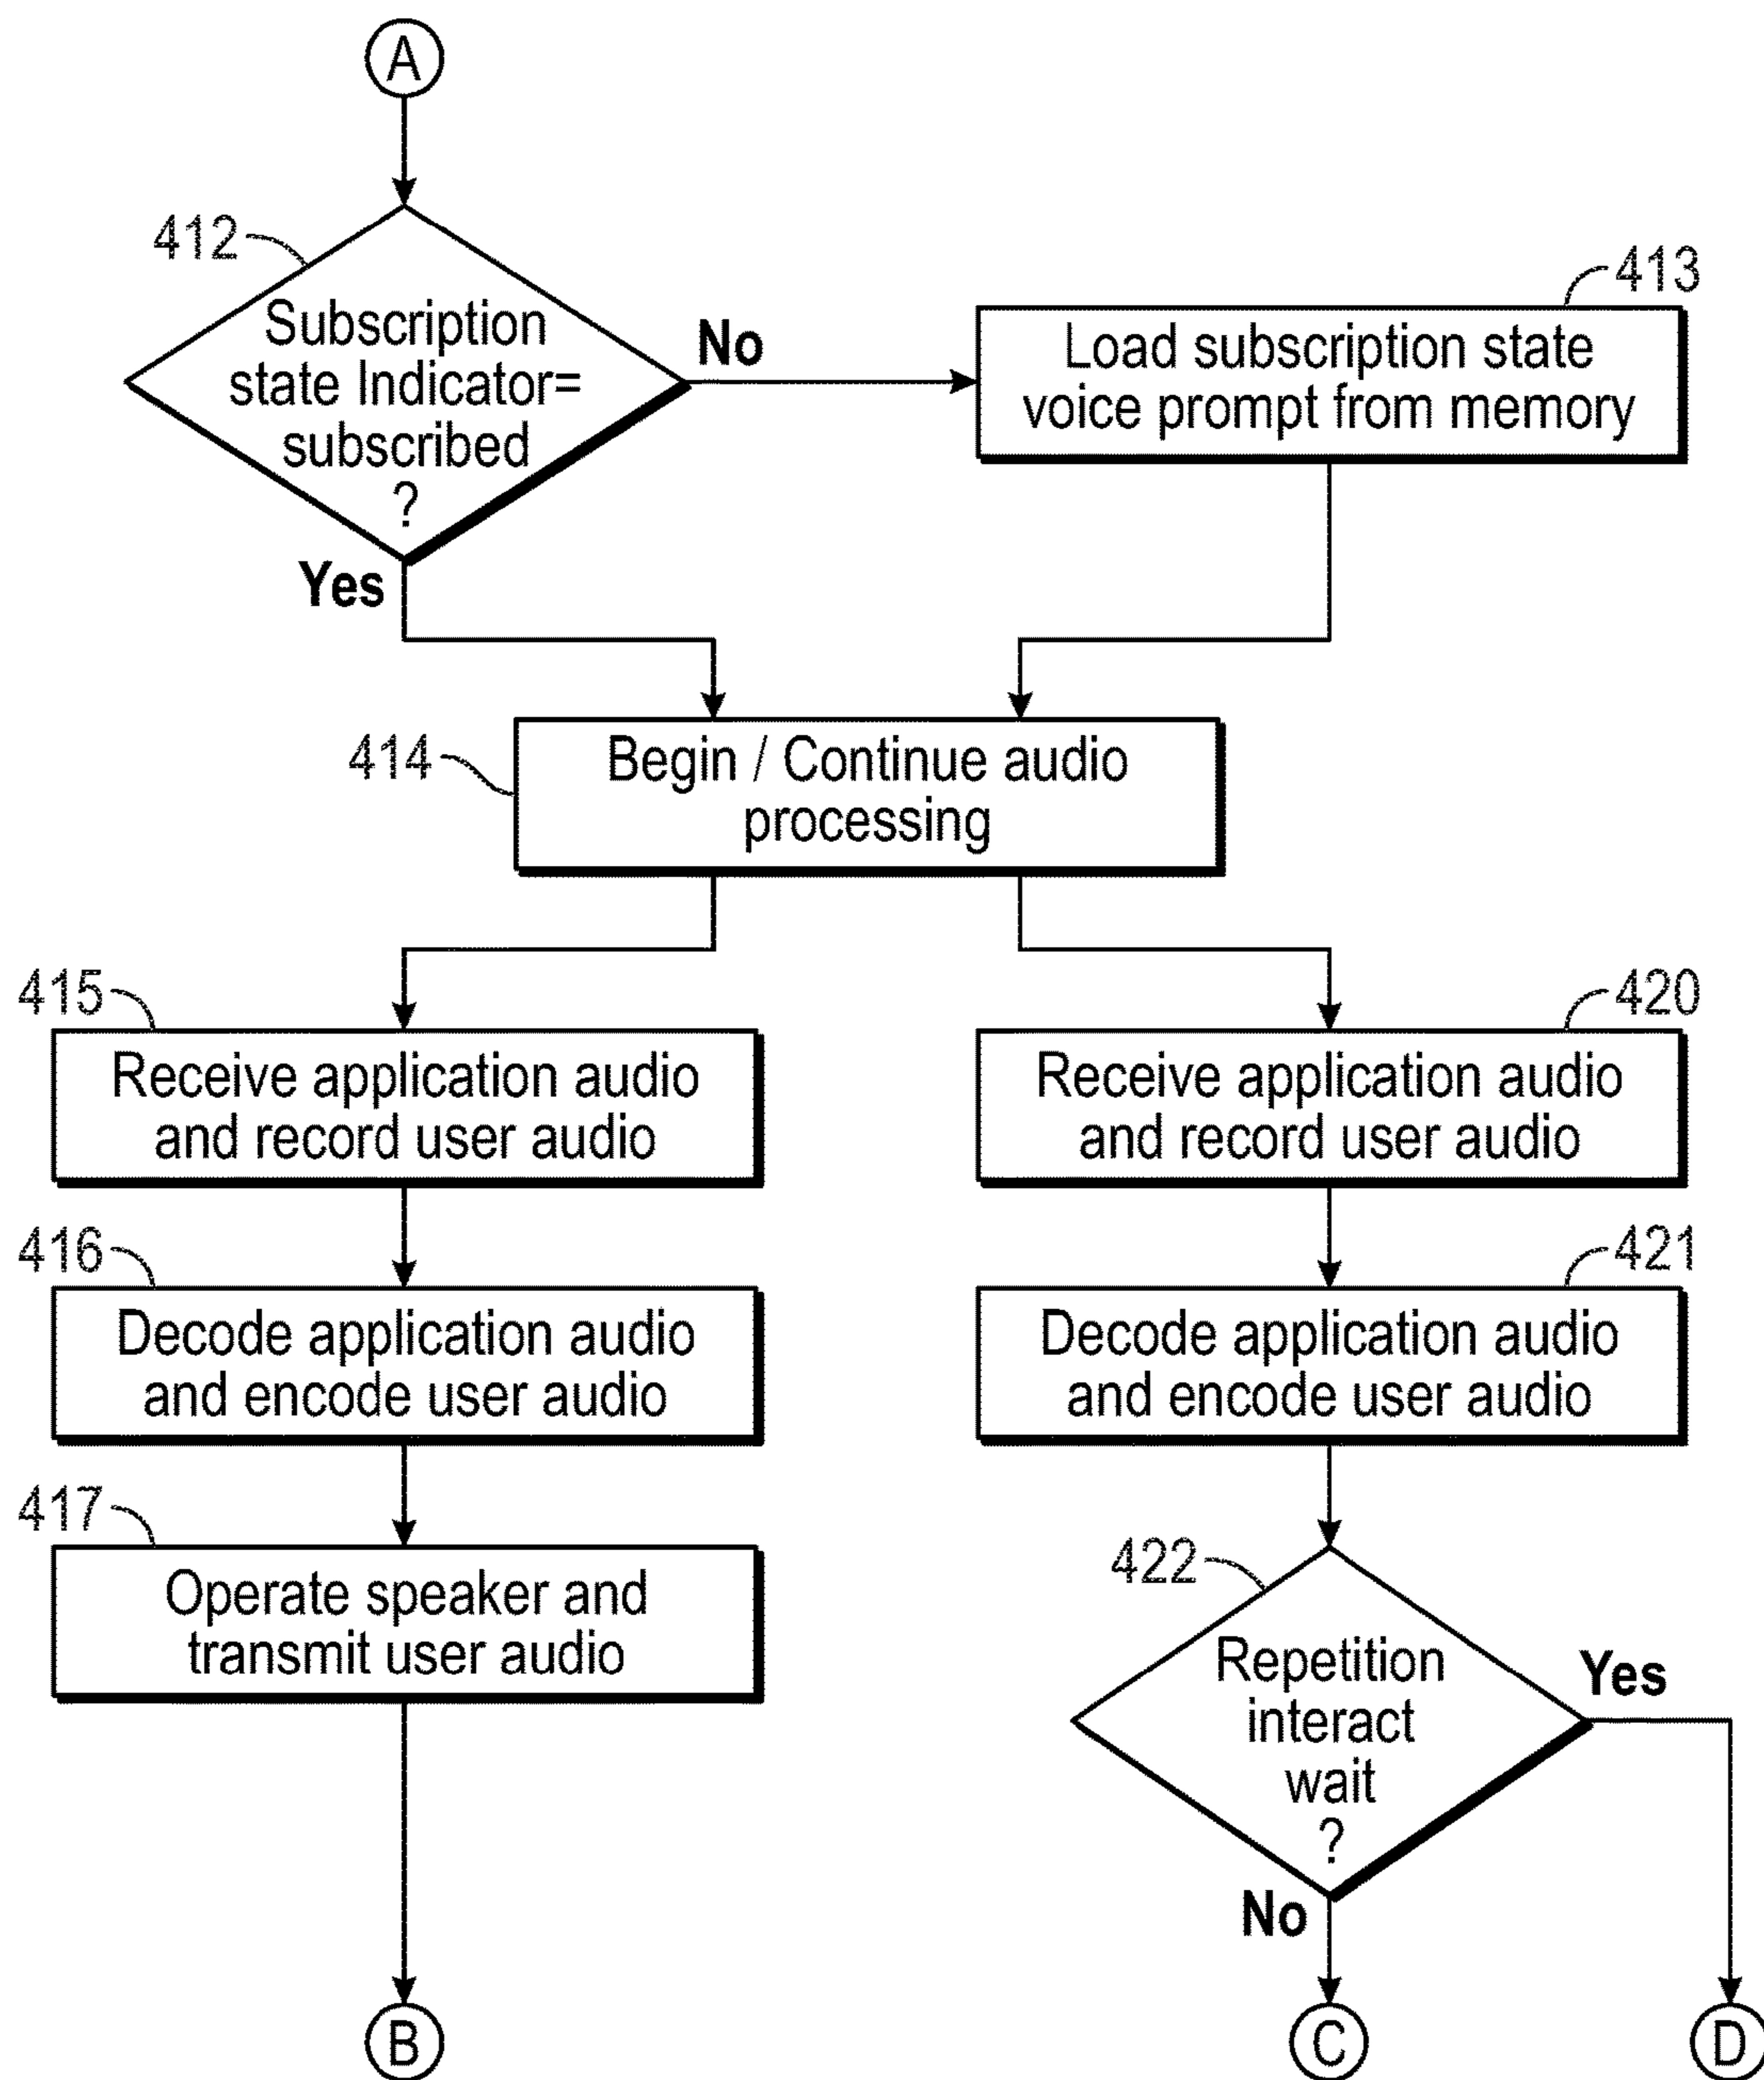 A
412
Subscription
state Indicator=
subscribed
?
No
Yes
413
Load subscription state
voice prompt from memory
414
Begin / Continue audio
processing
415
Receive application audio
and record user audio
420
Receive application audio
and record user audio
416
Decode application audio
and encode user audio
421
Decode application audio
and encode user audio
417
Operate speaker and
transmit user audio
422
Repetition
interact
wait
?
Yes
No
B
C
D